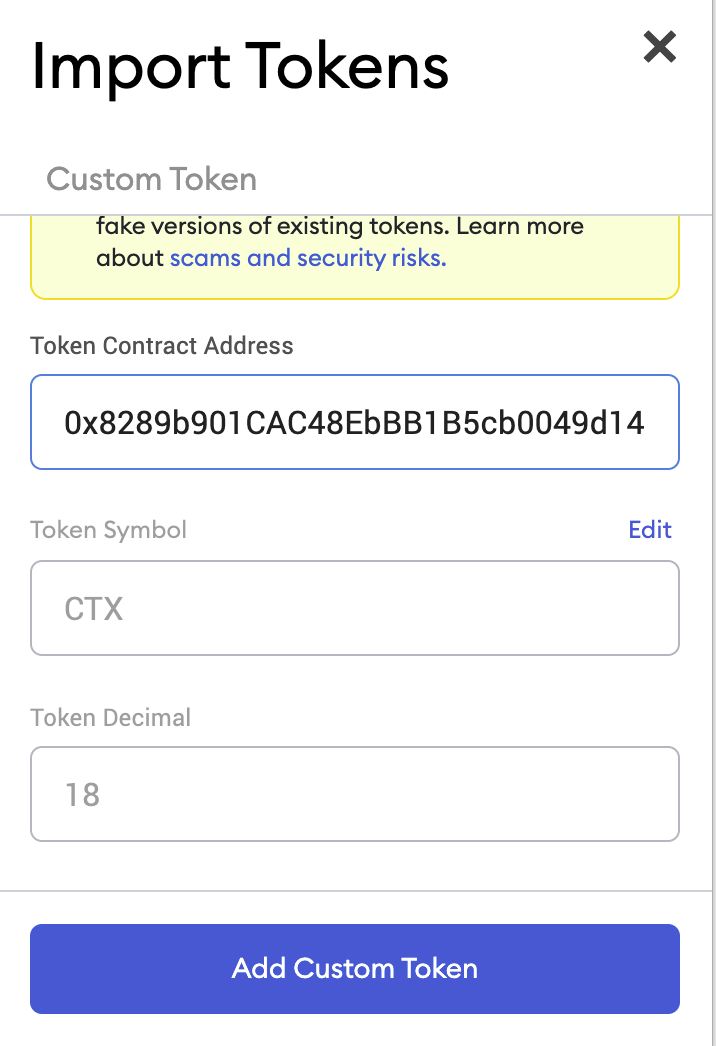 Import Tokens
Custom Token
fake versions of existing tokens. Learn more
about scams and security risks.
Token Contract Address
0x8289b901CAC48EbBB1B5cb0049d14
Token Symbol
Edit
CTX
Token Decimal
18
Add Custom Token